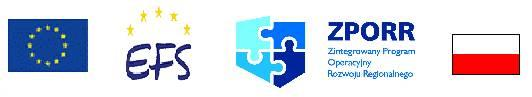 EFS
ZPORR
Zintegrowany Program
Operacyjny
Rozwoju Regionalnego